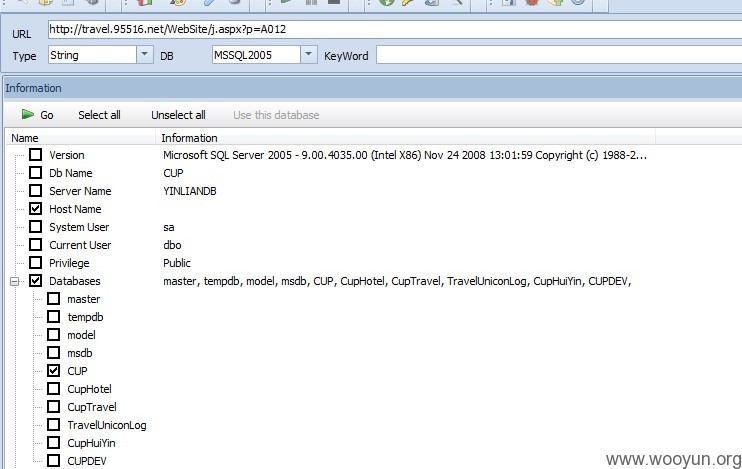 URL http://travel.95516.net/WebSite/j.aspx?p=A012
Type String DB MSSQL2005 KeyWord
Information
Go Select all Unselect all Use this database
Name Information
Version Microsoft SQL Server 2005 - 9.00.4035.00 (Intel X86) Nov 24 2008 13:01:59 Copyright (c) 1988-2...
Db Name CUP
Server Name YINLIANDB
Host Name
System User sa
Current User dbo
Privilege Public
Databases master, tempdb, model, msdb, CUP, CupHotel, CupTravel, TravelUniconLog, CupHuiYin, CUPDEV,
master
tempdb
model
msdb
CUP
CupHotel
CupTravel
TravelUniconLog
CupHuiYin
CUPDEV
www.wooyun.org